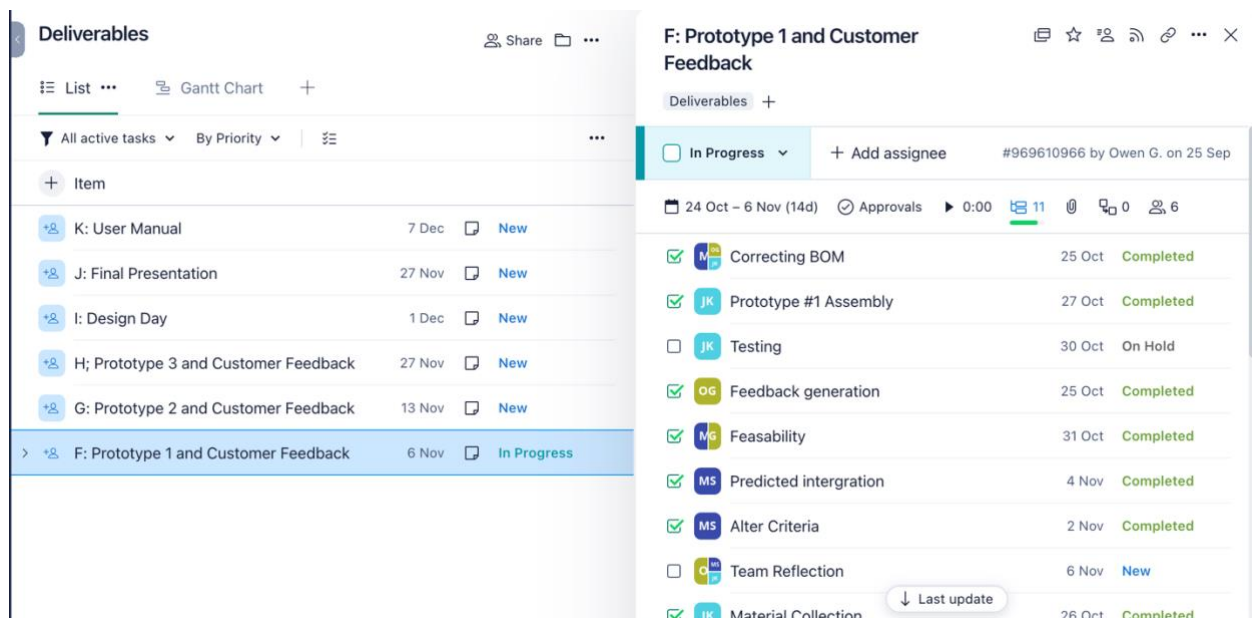 Deliverables
Share
List
Gantt Chart
All active tasks
By Priority
Item
K: User Manual 7 Dec New
J: Final Presentation 27 Nov New
I: Design Day 1 Dec New
H; Prototype 3 and Customer Feedback 27 Nov New
G: Prototype 2 and Customer Feedback 13 Nov New
F: Prototype 1 and Customer Feedback 6 Nov In Progress
F: Prototype 1 and Customer
Feedback
Deliverables
In Progress + Add assignee #969610966 by Owen G. on 25 Sep
24 Oct – 6 Nov (14d) Approvals 0:00 11 0 6
Correcting BOM 25 Oct Completed
JK Prototype #1 Assembly 27 Oct Completed
JK Testing 30 Oct On Hold
OG Feedback generation 25 Oct Completed
MG Feasability 31 Oct Completed
MS Predicted intergration 4 Nov Completed
MS Alter Criteria 2 Nov Completed
Team Reflection 6 Nov New
Last update
JK Material Collection 26 Oct Completed